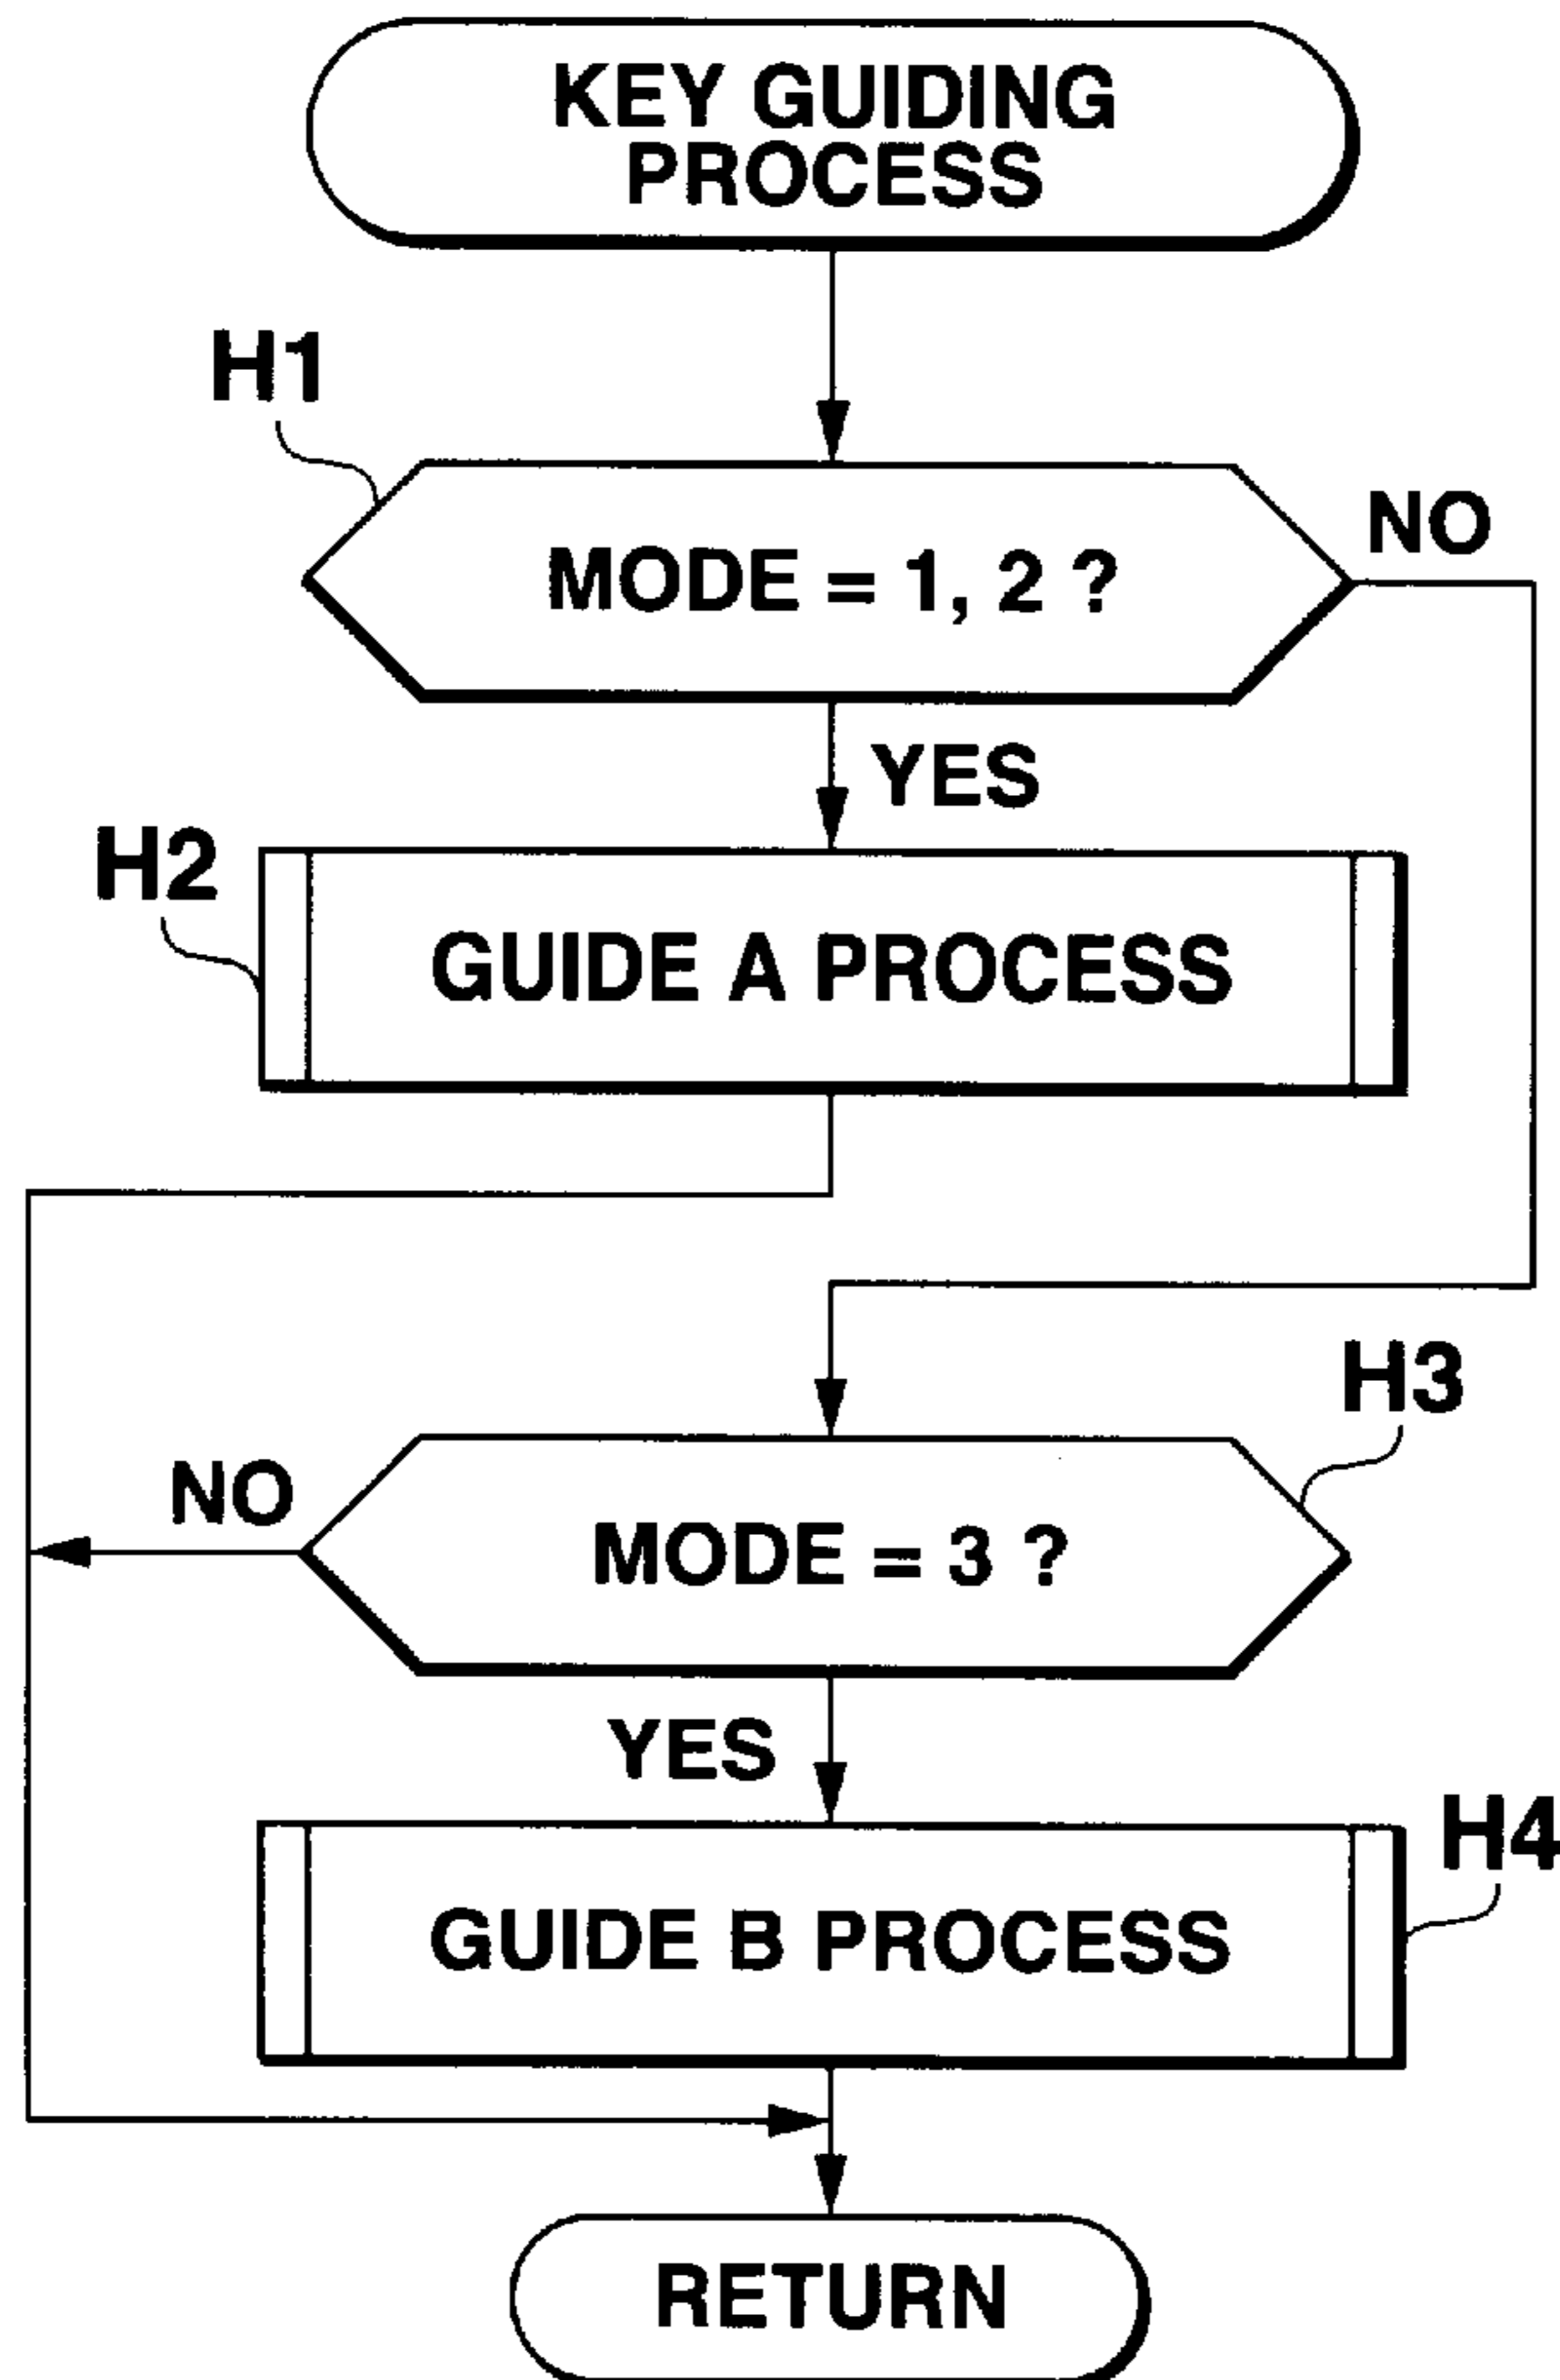 KEY GUIDING
PROCESS
H1
MODE = 1, 2 ?
NO
YES
H2
GUIDE A PROCESS
H3
NO
MODE = 3 ?
YES
H4
GUIDE B PROCESS
RETURN